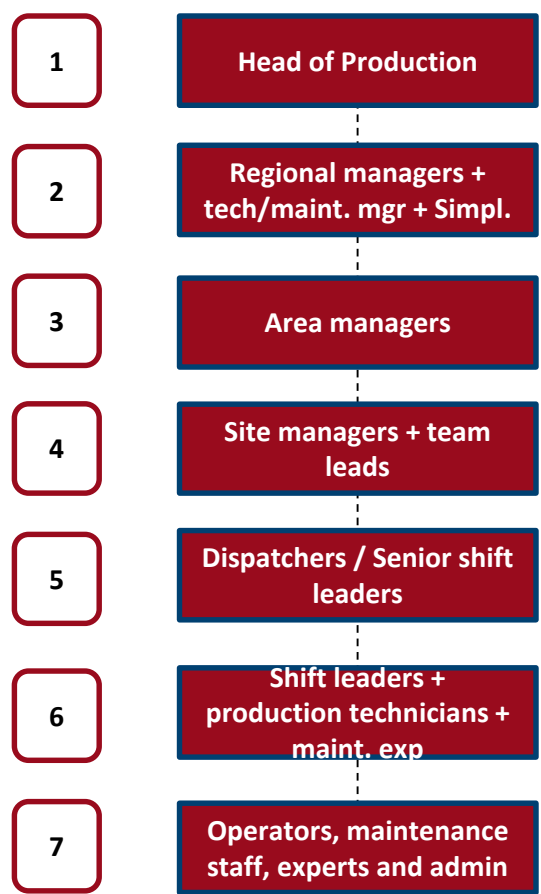 1
Head of Production
2
Regional managers +
tech/maint. mgr + Simpl.
3
Area managers
4
Site managers + team
leads
5
Dispatchers / Senior shift
leaders
6
Shift leaders +
production technicians +
maint. exp
7
Operators, maintenance
staff, experts and admin